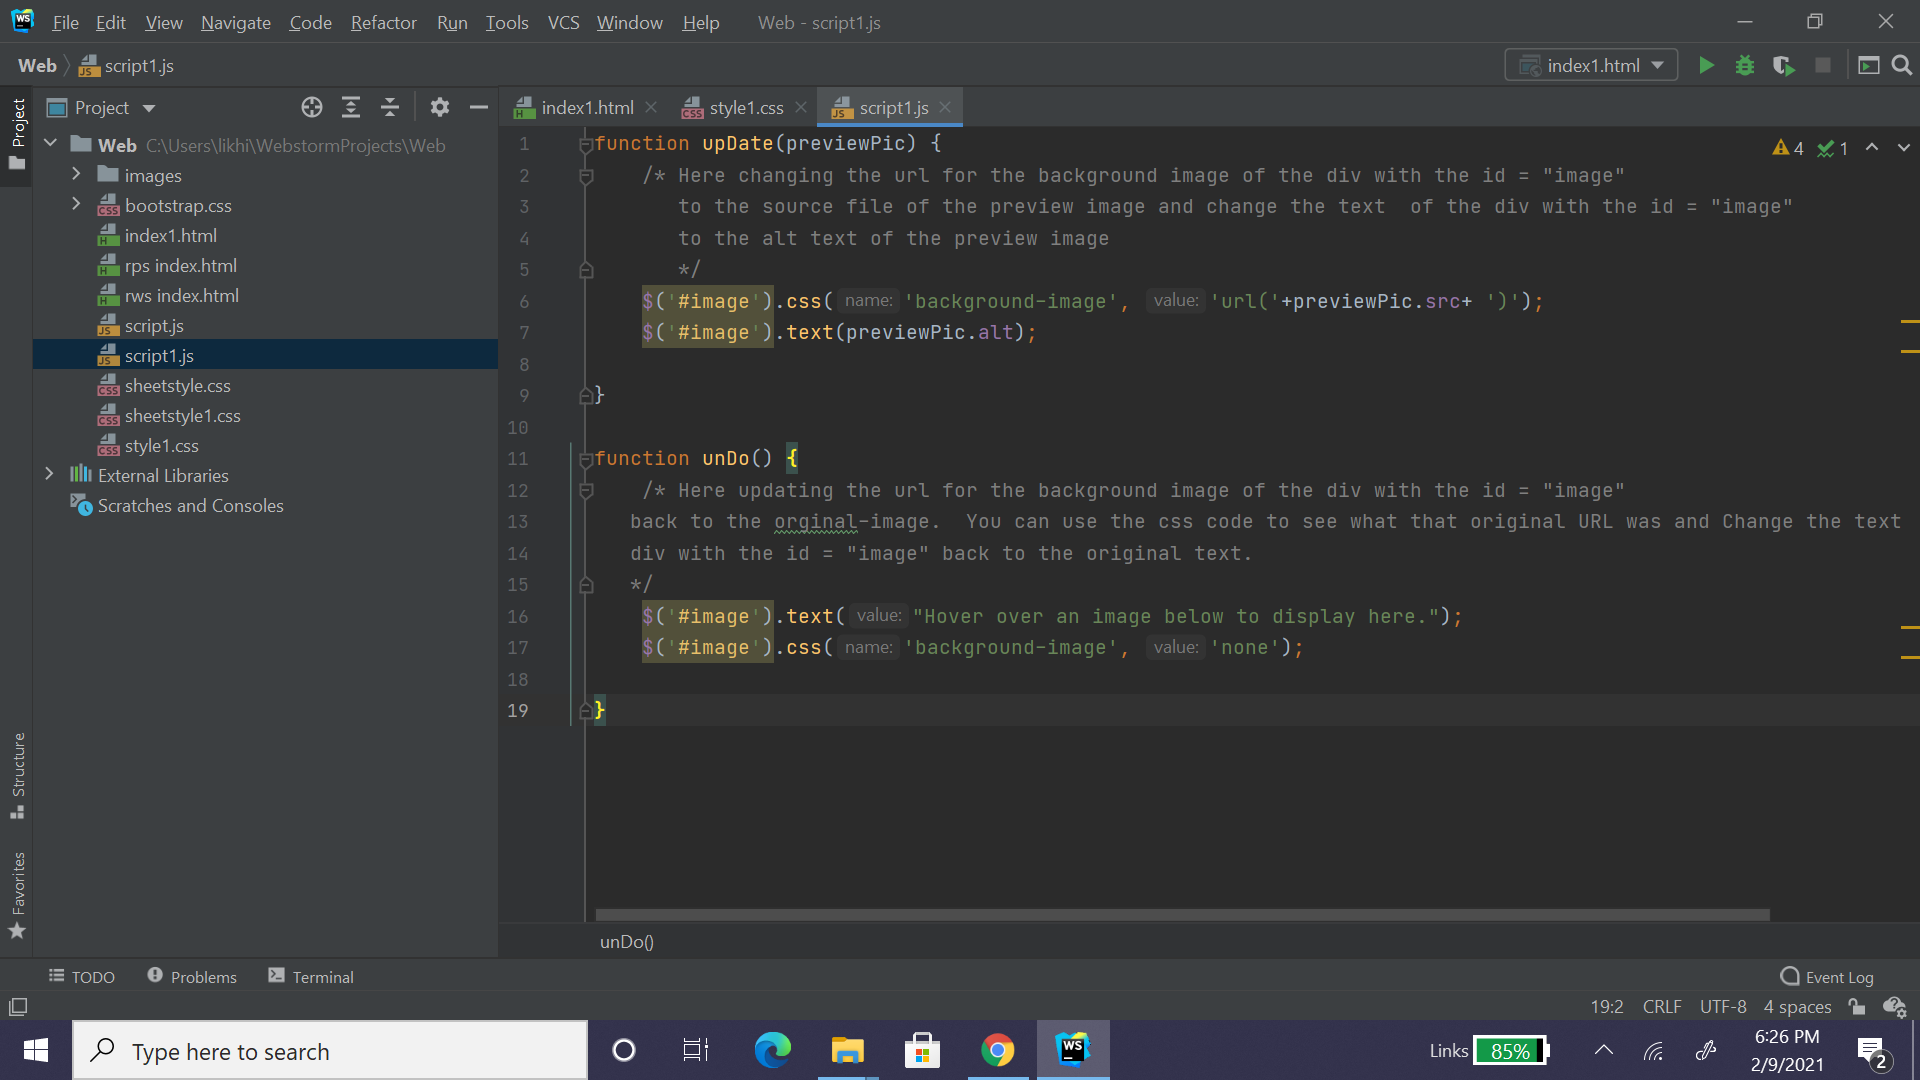 WS File Edit View Navigate Code Refactor Run Tools VCS Window Help Web - script1.js
Web JS script1.js index1.html
Project
Project
index1.html style1.css script1.js
Web C:\Users\likhi\WebstormProjects\Web
images
bootstrap.css
index1.html
rps index.html
rws index.html
script.js
script1.js
sheetstyle.css
sheetstyle1.css
style1.css
External Libraries
Scratches and Consoles
Structure
Favorites
4 1
1 function upDate(previewPic) {
2 /* Here changing the url for the background image of the div with the id = "image"
3 to the source file of the preview image and change the text  of the div with the id = "image"
4 to the alt text of the preview image
5 */
6 $('#image').css( name: 'background-image', value: 'url('+previewPic.src+ ')');
7 $('#image').text(previewPic.alt);
8
9 }
10
11 function unDo() {
12 /* Here updating the url for the background image of the div with the id = "image"
13 back to the orginal-image.  You can use the css code to see what that original URL was and Change the text
14 div with the id = "image" back to the original text.
15 */
16 $('#image').text( value: "Hover over an image below to display here.");
17 $('#image').css( name: 'background-image', value: 'none');
18
19 }
unDo()
TODO Problems Terminal Event Log
19:2 CRLF UTF-8 4 spaces
Type here to search
WS
Links 85%
6:26 PM
2/9/2021
2